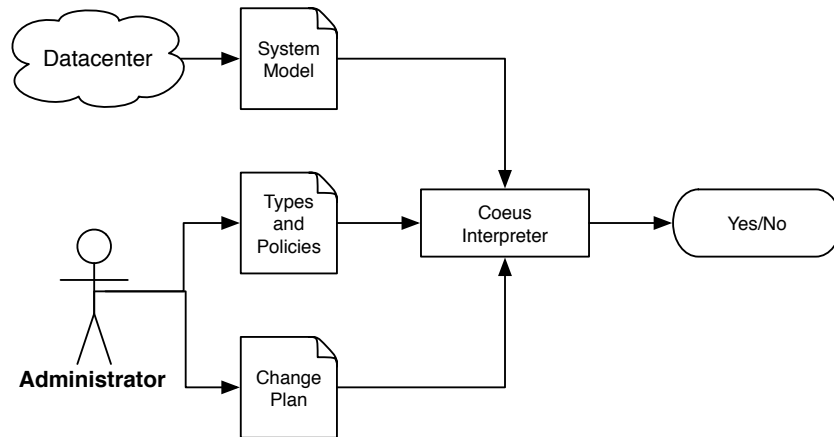 Datacenter
System
Model
Types
and
Policies
Coeus
Interpreter
Yes/No
Administrator
Change
Plan